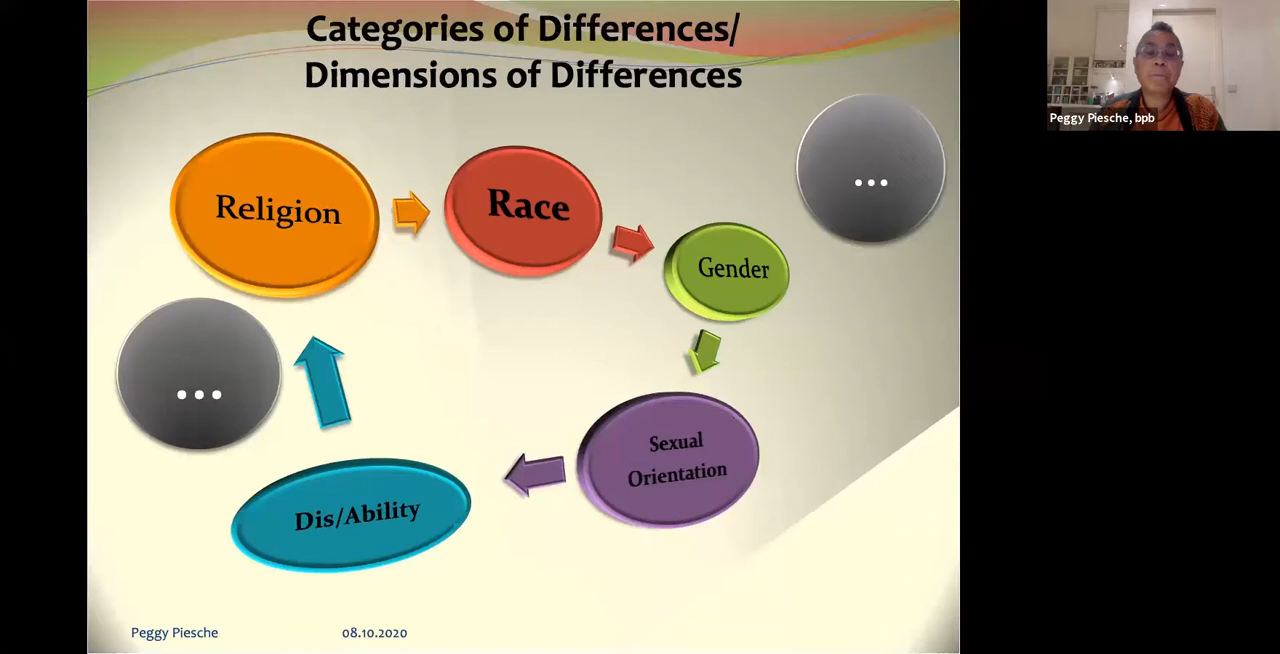 Categories of Differences/
Dimensions of Differences
Peggy Piesche, bpb
Religion
Race
Gender
...
...
Sexual
Orientation
Dis/Ability
Peggy Piesche
08.10.2020